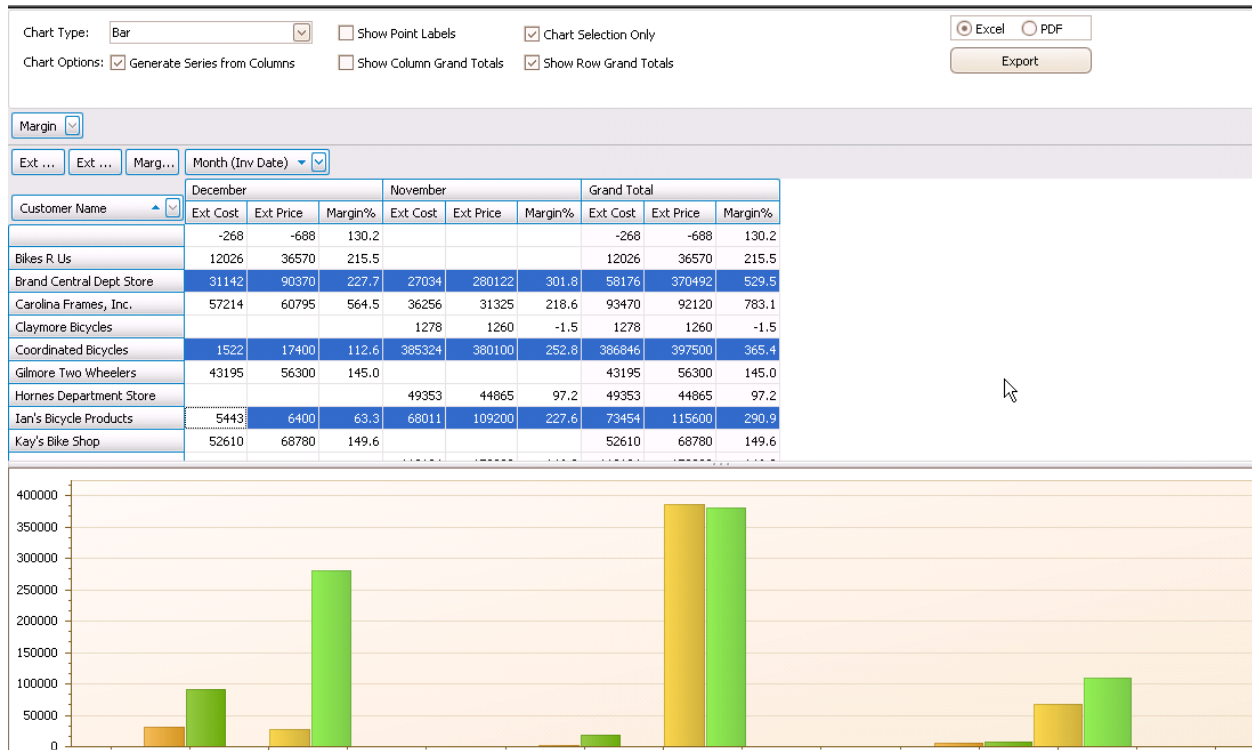 Chart Type: Bar Show Point Labels Chart Selection Only Excel PDF
Chart Options: Generate Series from Columns Show Column Grand Totals Show Row Grand Totals Export
Margin
Ext ... Ext ... Marg... Month (Inv Date)
December November Grand Total
Customer Name Ext Cost Ext Price Margin% Ext Cost Ext Price Margin% Ext Cost Ext Price Margin%
-268 -688 130.2 -268 -688 130.2
Bikes R Us 12026 36570 215.5 12026 36570 215.5
Brand Central Dept Store 31142 90370 227.7 27034 280122 301.8 58176 370492 529.5
Carolina Frames, Inc. 57214 60795 564.5 36256 31325 218.6 93470 92120 783.1
Claymore Bicycles 1278 1260 -1.5 1278 1260 -1.5
Coordinated Bicycles 1522 17400 112.6 385324 380100 252.8 386846 397500 365.4
Gilmore Two Wheelers 43195 56300 145.0 43195 56300 145.0
Hornes Department Store 49353 44865 97.2 49353 44865 97.2
Ian's Bicycle Products 5443 6400 63.3 68011 109200 227.6 73454 115600 290.9
Kay's Bike Shop 52610 68780 149.6 52610 68780 149.6
400000
350000
300000
250000
200000
150000
100000
50000
0